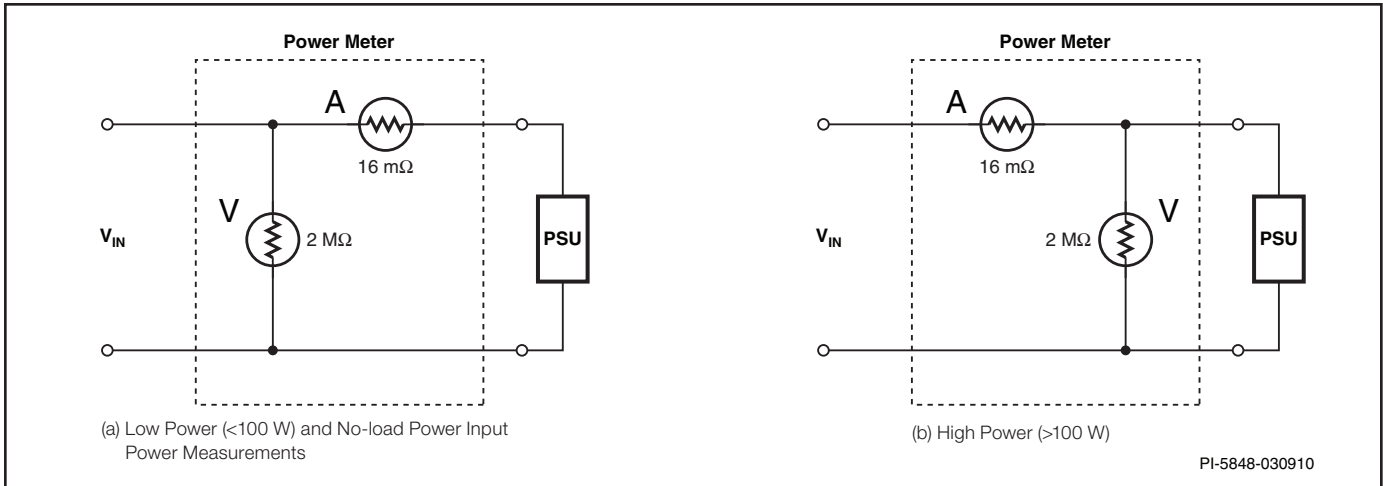 Power Meter
A
16 mΩ
V
2 MΩ
V_IN
PSU
(a) Low Power (<100 W) and No-load Power Input
Power Measurements
Power Meter
A
16 mΩ
V
2 MΩ
V_IN
PSU
(b) High Power (>100 W)
PI-5848-030910